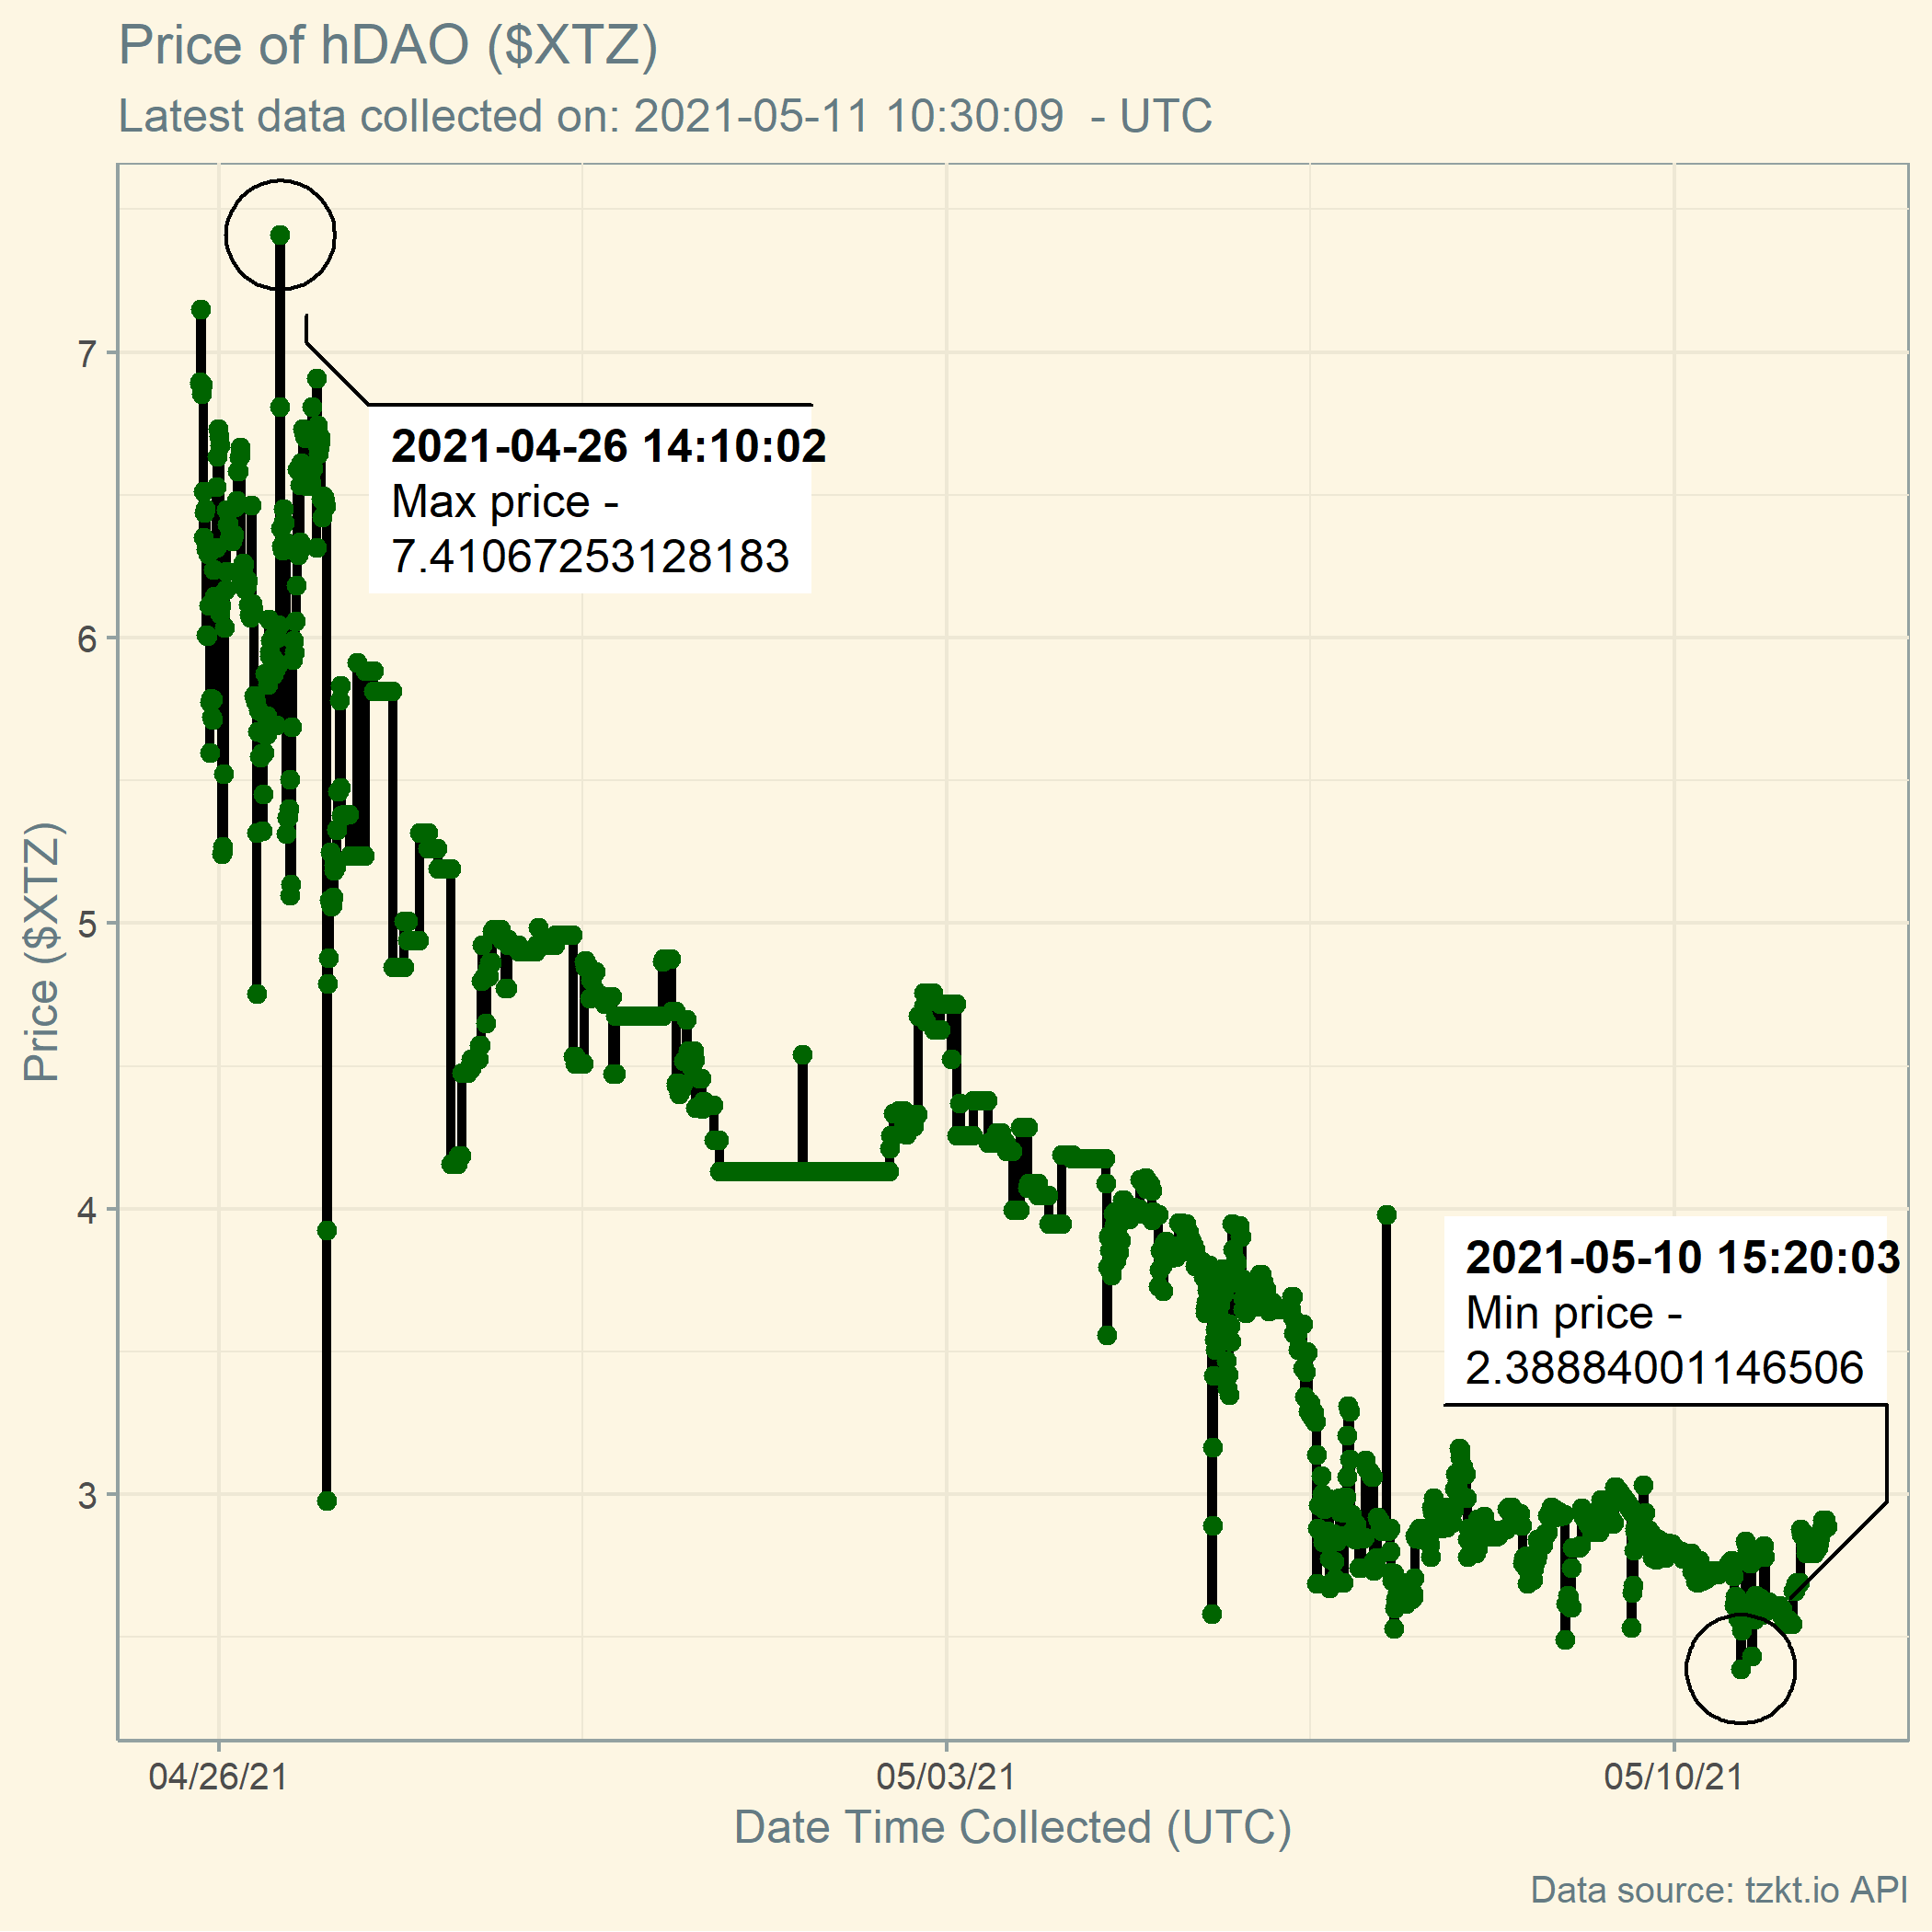 Price of hDAO ($XTZ)
Latest data collected on: 2021-05-11 10:30:09  - UTC
Price ($XTZ)
7
6
5
4
3
2021-04-26 14:10:02
Max price -
7.41067253128183
2021-05-10 15:20:03
Min price -
2.38884001146506
04/26/21
05/03/21
05/10/21
Date Time Collected (UTC)
Data source: tzkt.io API